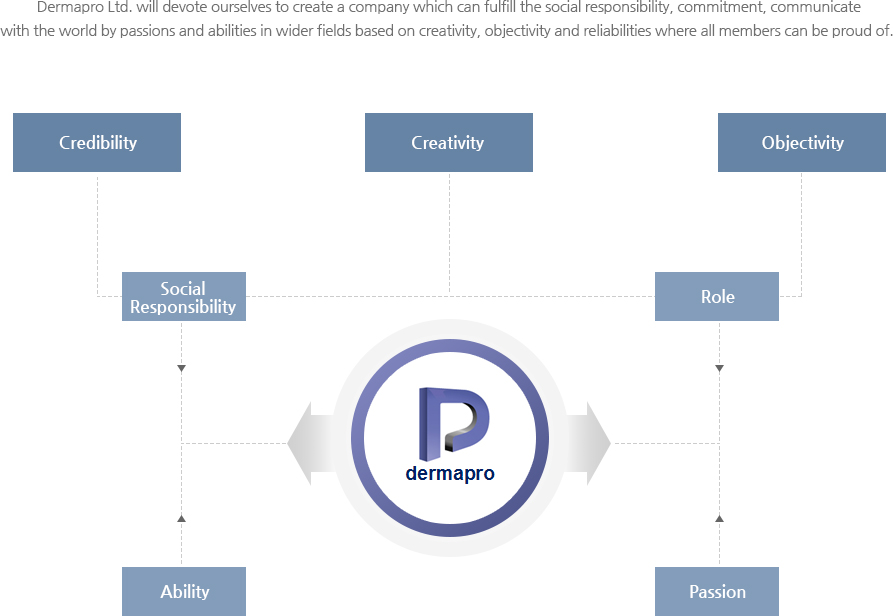 Dermapro Ltd. will devote ourselves to create a company which can fulfill the social responsibility, commitment, communicate
with the world by passions and abilities in wider fields based on creativity, objectivity and reliabilities where all members can be proud of.
Credibility
Creativity
Objectivity
Social
Responsibility
Role
dermapro
Ability
Passion